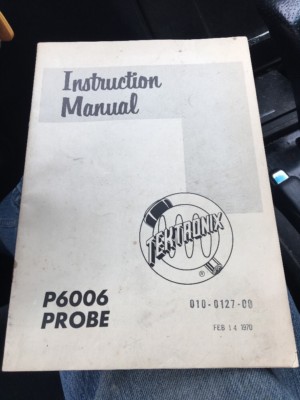 Instruction
Manual
TEKTRONIX
®
P6006
PROBE
010-0127-00
FEB 14 1970